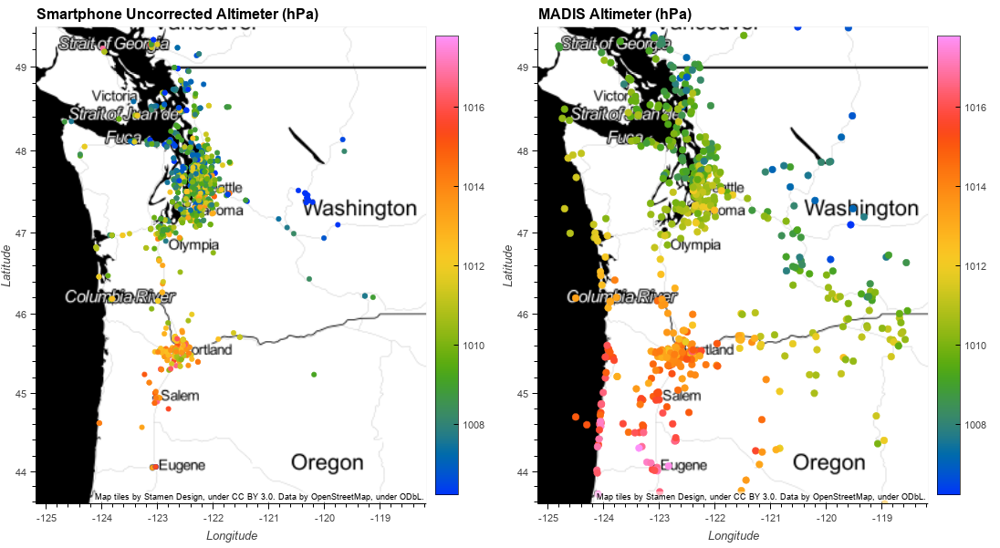 Smartphone Uncorrected Altimeter (hPa)
Strait of Georgia
Victoria
Strait of Juan de
Fuca
Washington
Olympia
Columbia River
Salem
Eugene
Oregon
Map tiles by Stamen Design, under CC BY 3.0. Data by OpenStreetMap, under ODbL.
49
48
47
46
45
44
Latitude
-125
-124
-123
-122
-121
-120
-119
Longitude
1016
1014
1012
1010
1008
MADIS Altimeter (hPa)
Strait of Georgia
Strait of Juan de
Fuca
Washington
Olympia
Columbia River
Salem
Eugene
Oregon
Map tiles by Stamen Design, under CC BY 3.0. Data by OpenStreetMap, under ODbL.
49
48
47
46
45
44
Latitude
-125
-124
-123
-122
-121
-120
-119
Longitude
1016
1014
1012
1010
1008